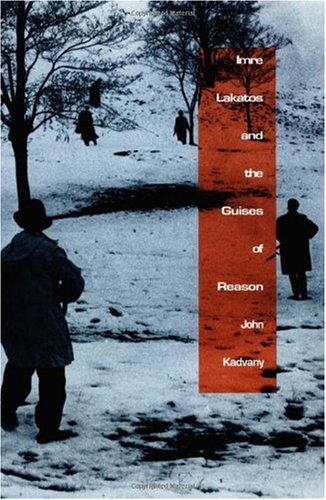 Imre
Lakatos
and
the
Guises
of
Reason
John
Kadvany